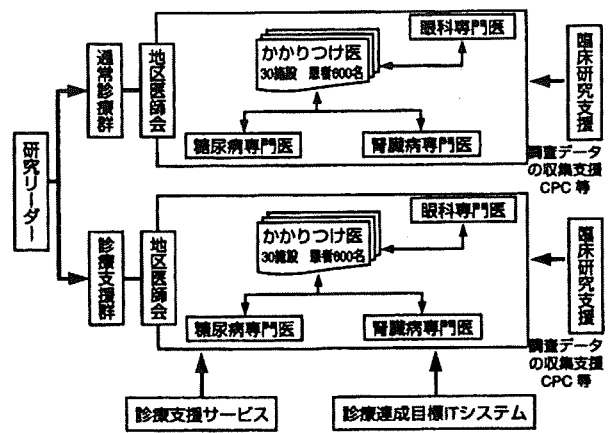 研究リーダー
通常診療群
地区医師会
かかりつけ医
30施設 患者600名
眼科専門医
糖尿病専門医
腎臓病専門医
臨床研究支援
調査データ
の収集支援
CPC 等
診療支援群
地区医師会
かかりつけ医
30施設 患者600名
眼科専門医
糖尿病専門医
腎臓病専門医
臨床研究支援
調査データ
の収集支援
CPC 等
診療支援サービス
診療達成目標ITシステム